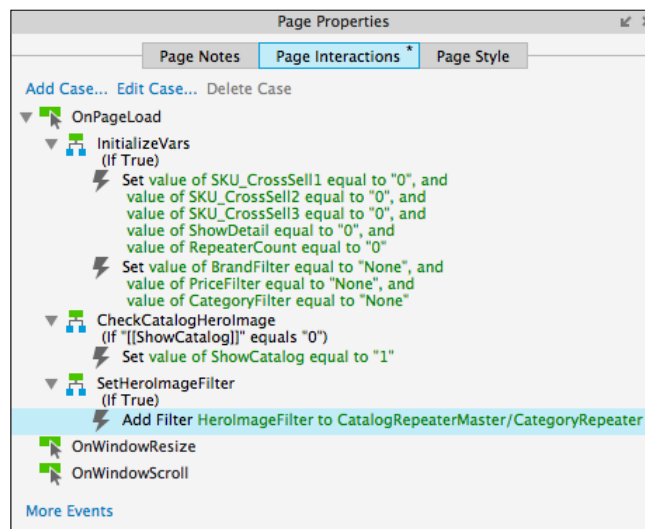 Page Properties
Page Notes
Page Interactions *
Page Style
Add Case... Edit Case... Delete Case
OnPageLoad
InitializeVars
(If True)
Set value of SKU_CrossSell1 equal to "0", and
value of SKU_CrossSell2 equal to "0", and
value of SKU_CrossSell3 equal to "0", and
value of ShowDetail equal to "0", and
value of RepeaterCount equal to "0"
Set value of BrandFilter equal to "None", and
value of PriceFilter equal to "None", and
value of CategoryFilter equal to "None"
CheckCatalogHeroImage
(If "[[ShowCatalog]]" equals "0")
Set value of ShowCatalog equal to "1"
SetHeroImageFilter
(If True)
Add Filter HeroImageFilter to CatalogRepeaterMaster/CategoryRepeater
OnWindowResize
OnWindowScroll
More Events